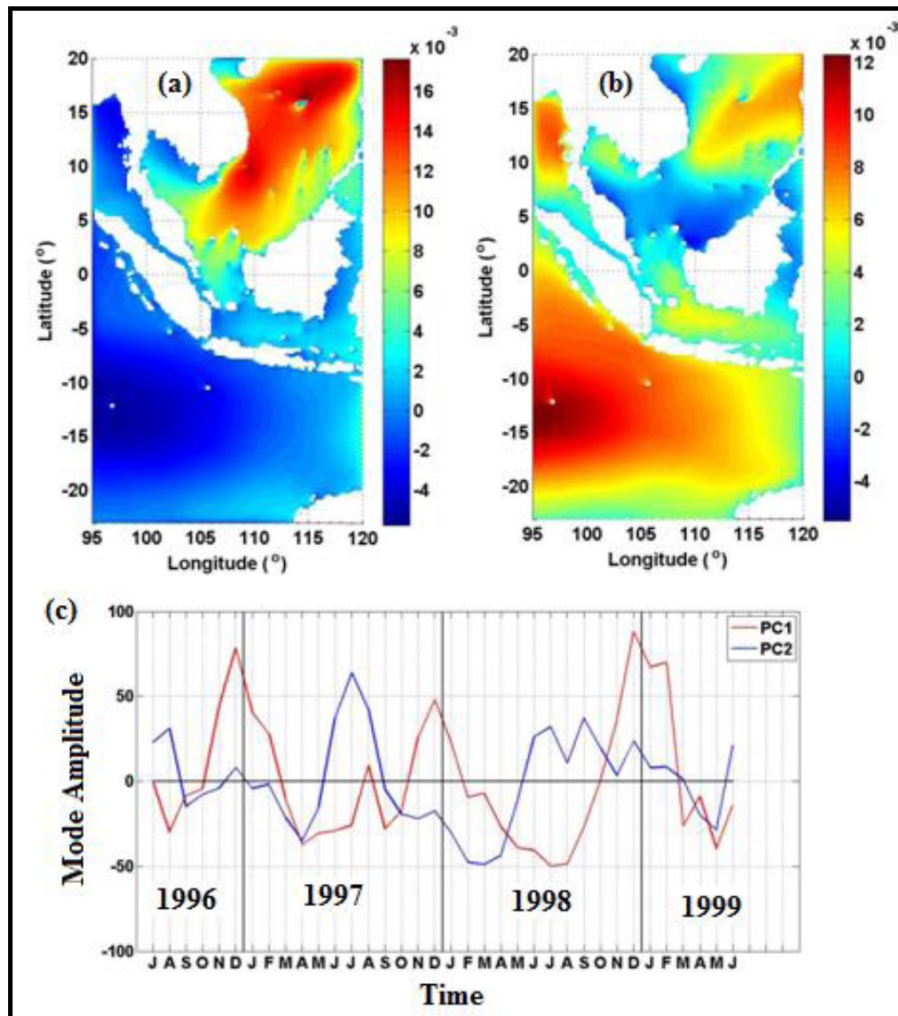 x 10⁻³
(a)
20
15
10
5
0
-5
-10
-15
-20
Latitude (°)
95 100 105 110 115 120
Longitude (°)
16
14
12
10
8
6
4
2
0
-2
-4
x 10⁻³
(b)
20
15
10
5
0
-5
-10
-15
-20
Latitude (°)
95 100 105 110 115 120
Longitude (°)
12
10
8
6
4
2
0
-2
-4
(c)
100
50
0
-50
-100
Mode Amplitude
PC1
PC2
1996 1997 1998 1999
J A S O N D J F M A M J J A S O N D J F M A M J J A S O N D J F M A M J
Time